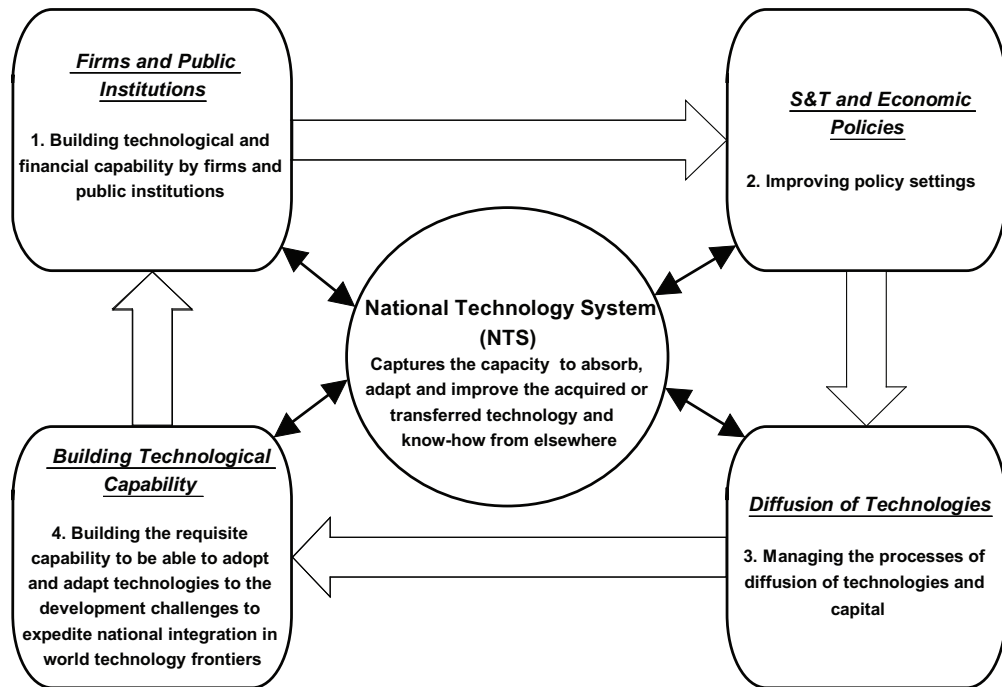 Firms and Public
Institutions
1. Building technological and
financial capability by firms and
public institutions
S&T and Economic
Policies
2. Improving policy settings
National Technology System
(NTS)
Captures the capacity to absorb,
adapt and improve the acquired or
transferred technology and
know-how from elsewhere
Building Technological
Capability
4. Building the requisite
capability to be able to adopt
and adapt technologies to the
development challenges to
expedite national integration in
world technology frontiers
Diffusion of Technologies
3. Managing the processes of
diffusion of technologies and
capital